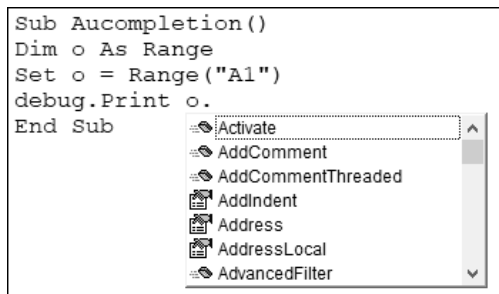 Sub Aucompletion()
Dim o As Range
Set o = Range("A1")
debug.Print o.
End Sub
Activate
AddComment
AddCommentThreaded
AddIndent
Address
AddressLocal
AdvancedFilter